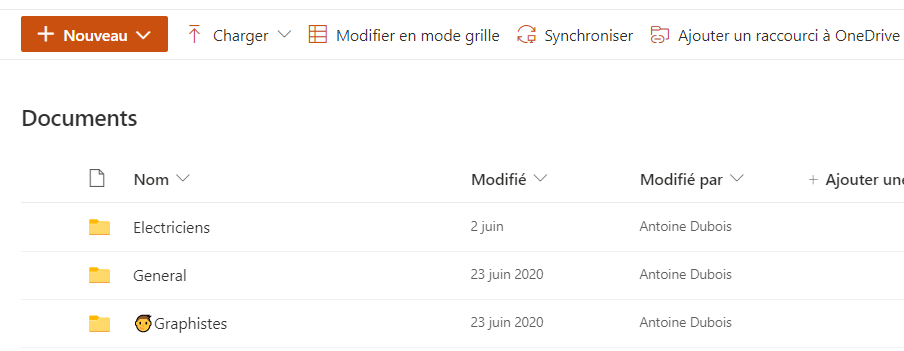 Nouveau Charger Modifier en mode grille Synchroniser Ajouter un raccourci à OneDrive
Documents
Nom Modifié Modifié par + Ajouter une
Electriciens 2 juin Antoine Dubois
General 23 juin 2020 Antoine Dubois
Graphistes 23 juin 2020 Antoine Dubois